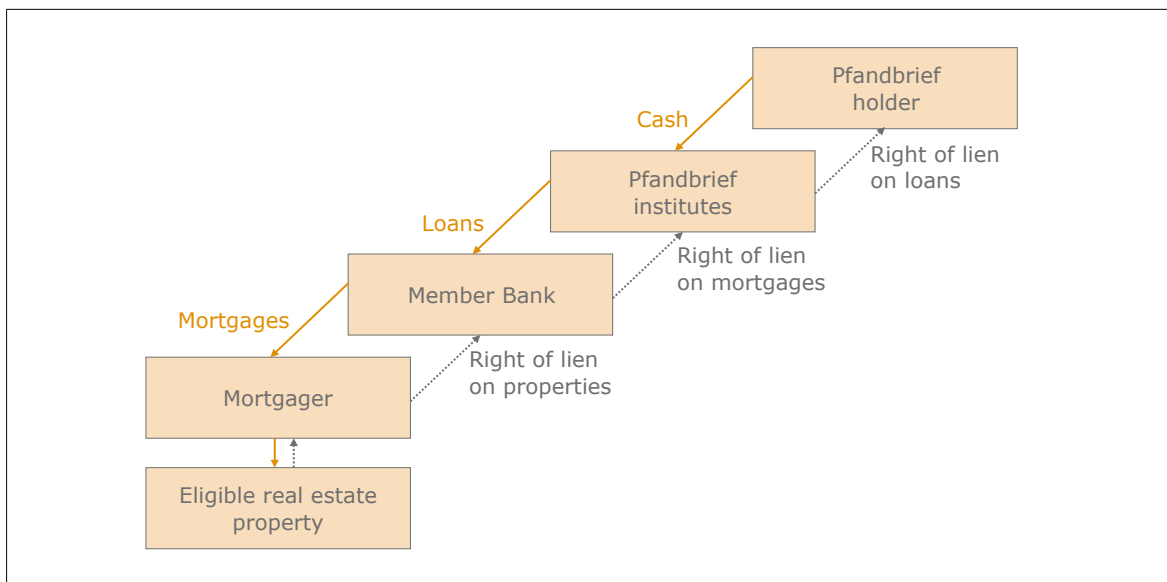 Pfandbrief
holder
Cash
Right of lien
on loans
Pfandbrief
institutes
Loans
Right of lien
on mortgages
Member Bank
Mortgages
Right of lien
on properties
Mortgager
Eligible real estate
property